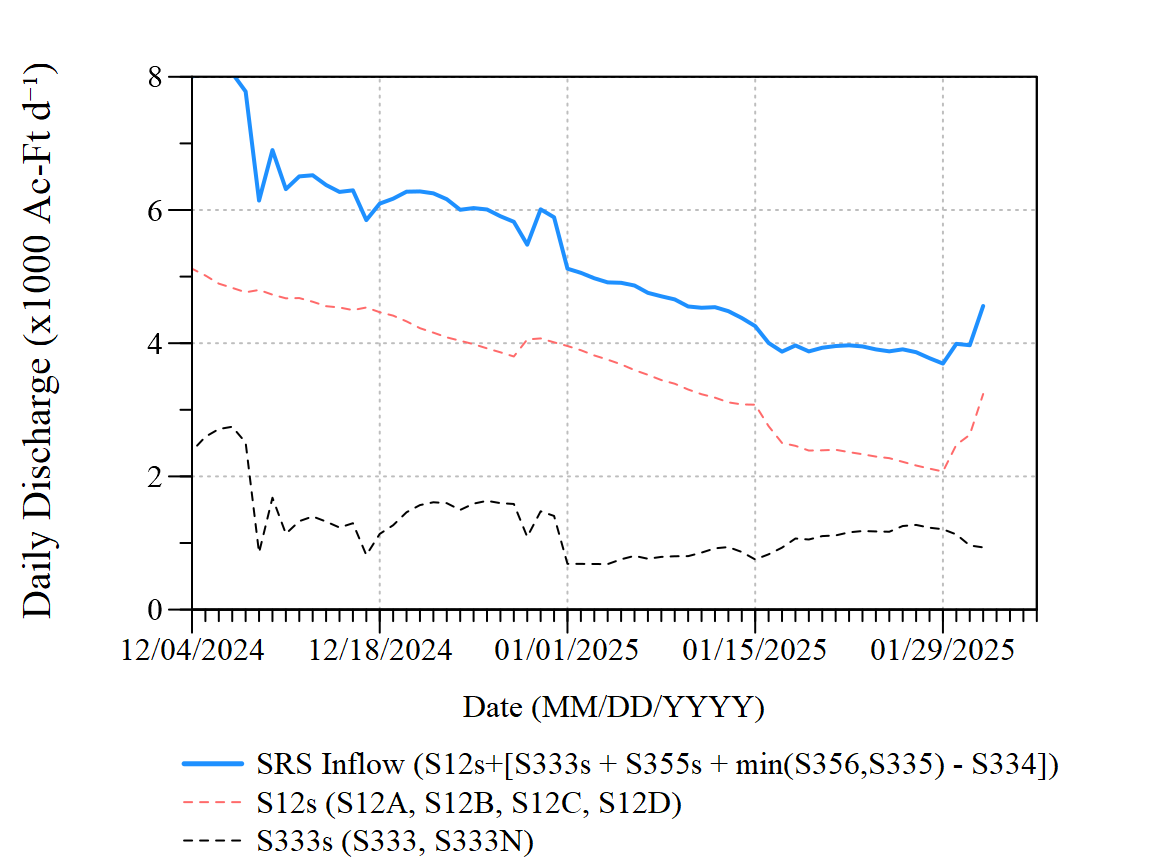 Daily Discharge (x1000 Ac-Ft d⁻¹)
8
6
4
2
0
12/04/2024 12/18/2024 01/01/2025 01/15/2025 01/29/2025
Date (MM/DD/YYYY)
SRS Inflow (S12s+[S333s + S355s + min(S356,S335) - S334])
S12s (S12A, S12B, S12C, S12D)
S333s (S333, S333N)